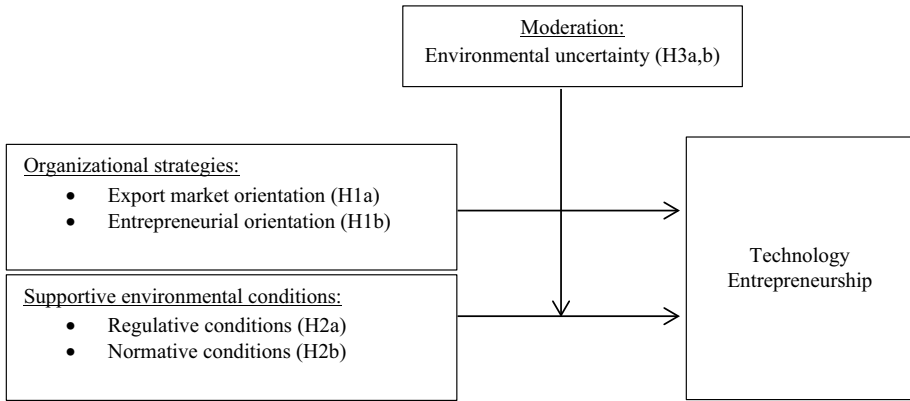 Moderation:
Environmental uncertainty (H3a,b)
Organizational strategies:
• Export market orientation (H1a)
• Entrepreneurial orientation (H1b)
Supportive environmental conditions:
• Regulative conditions (H2a)
• Normative conditions (H2b)
Technology
Entrepreneurship